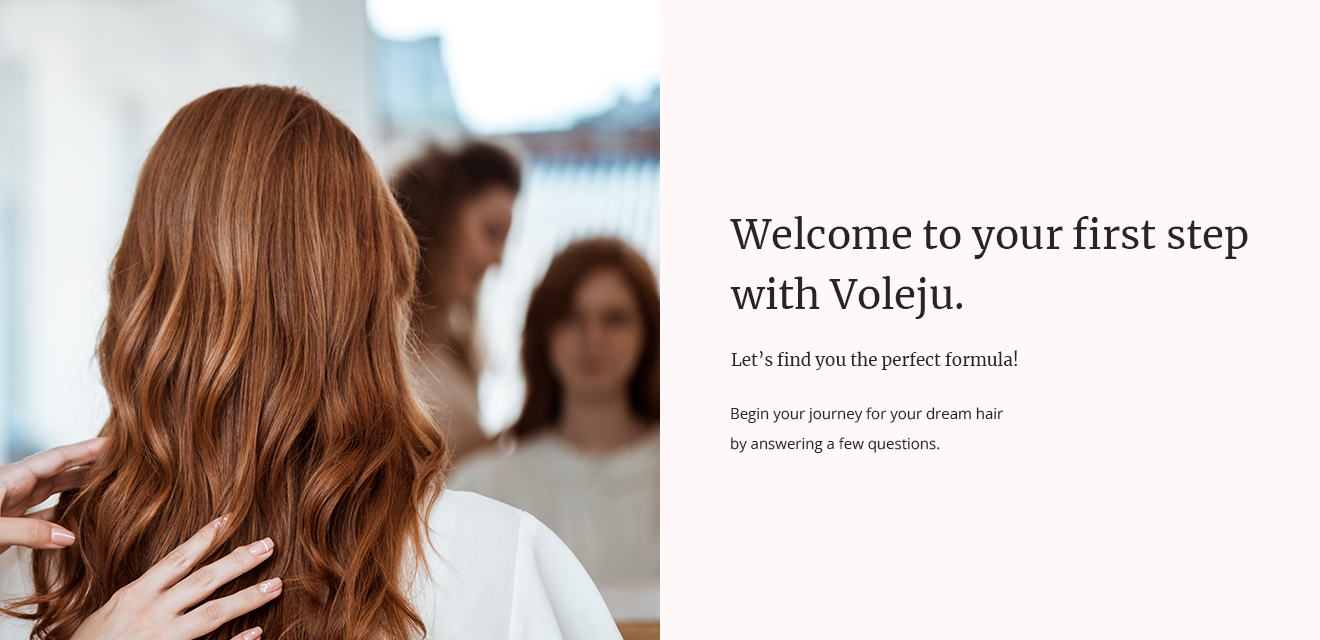 Welcome to your first step
with Voleju.
Let’s find you the perfect formula!
Begin your journey for your dream hair
by answering a few questions.